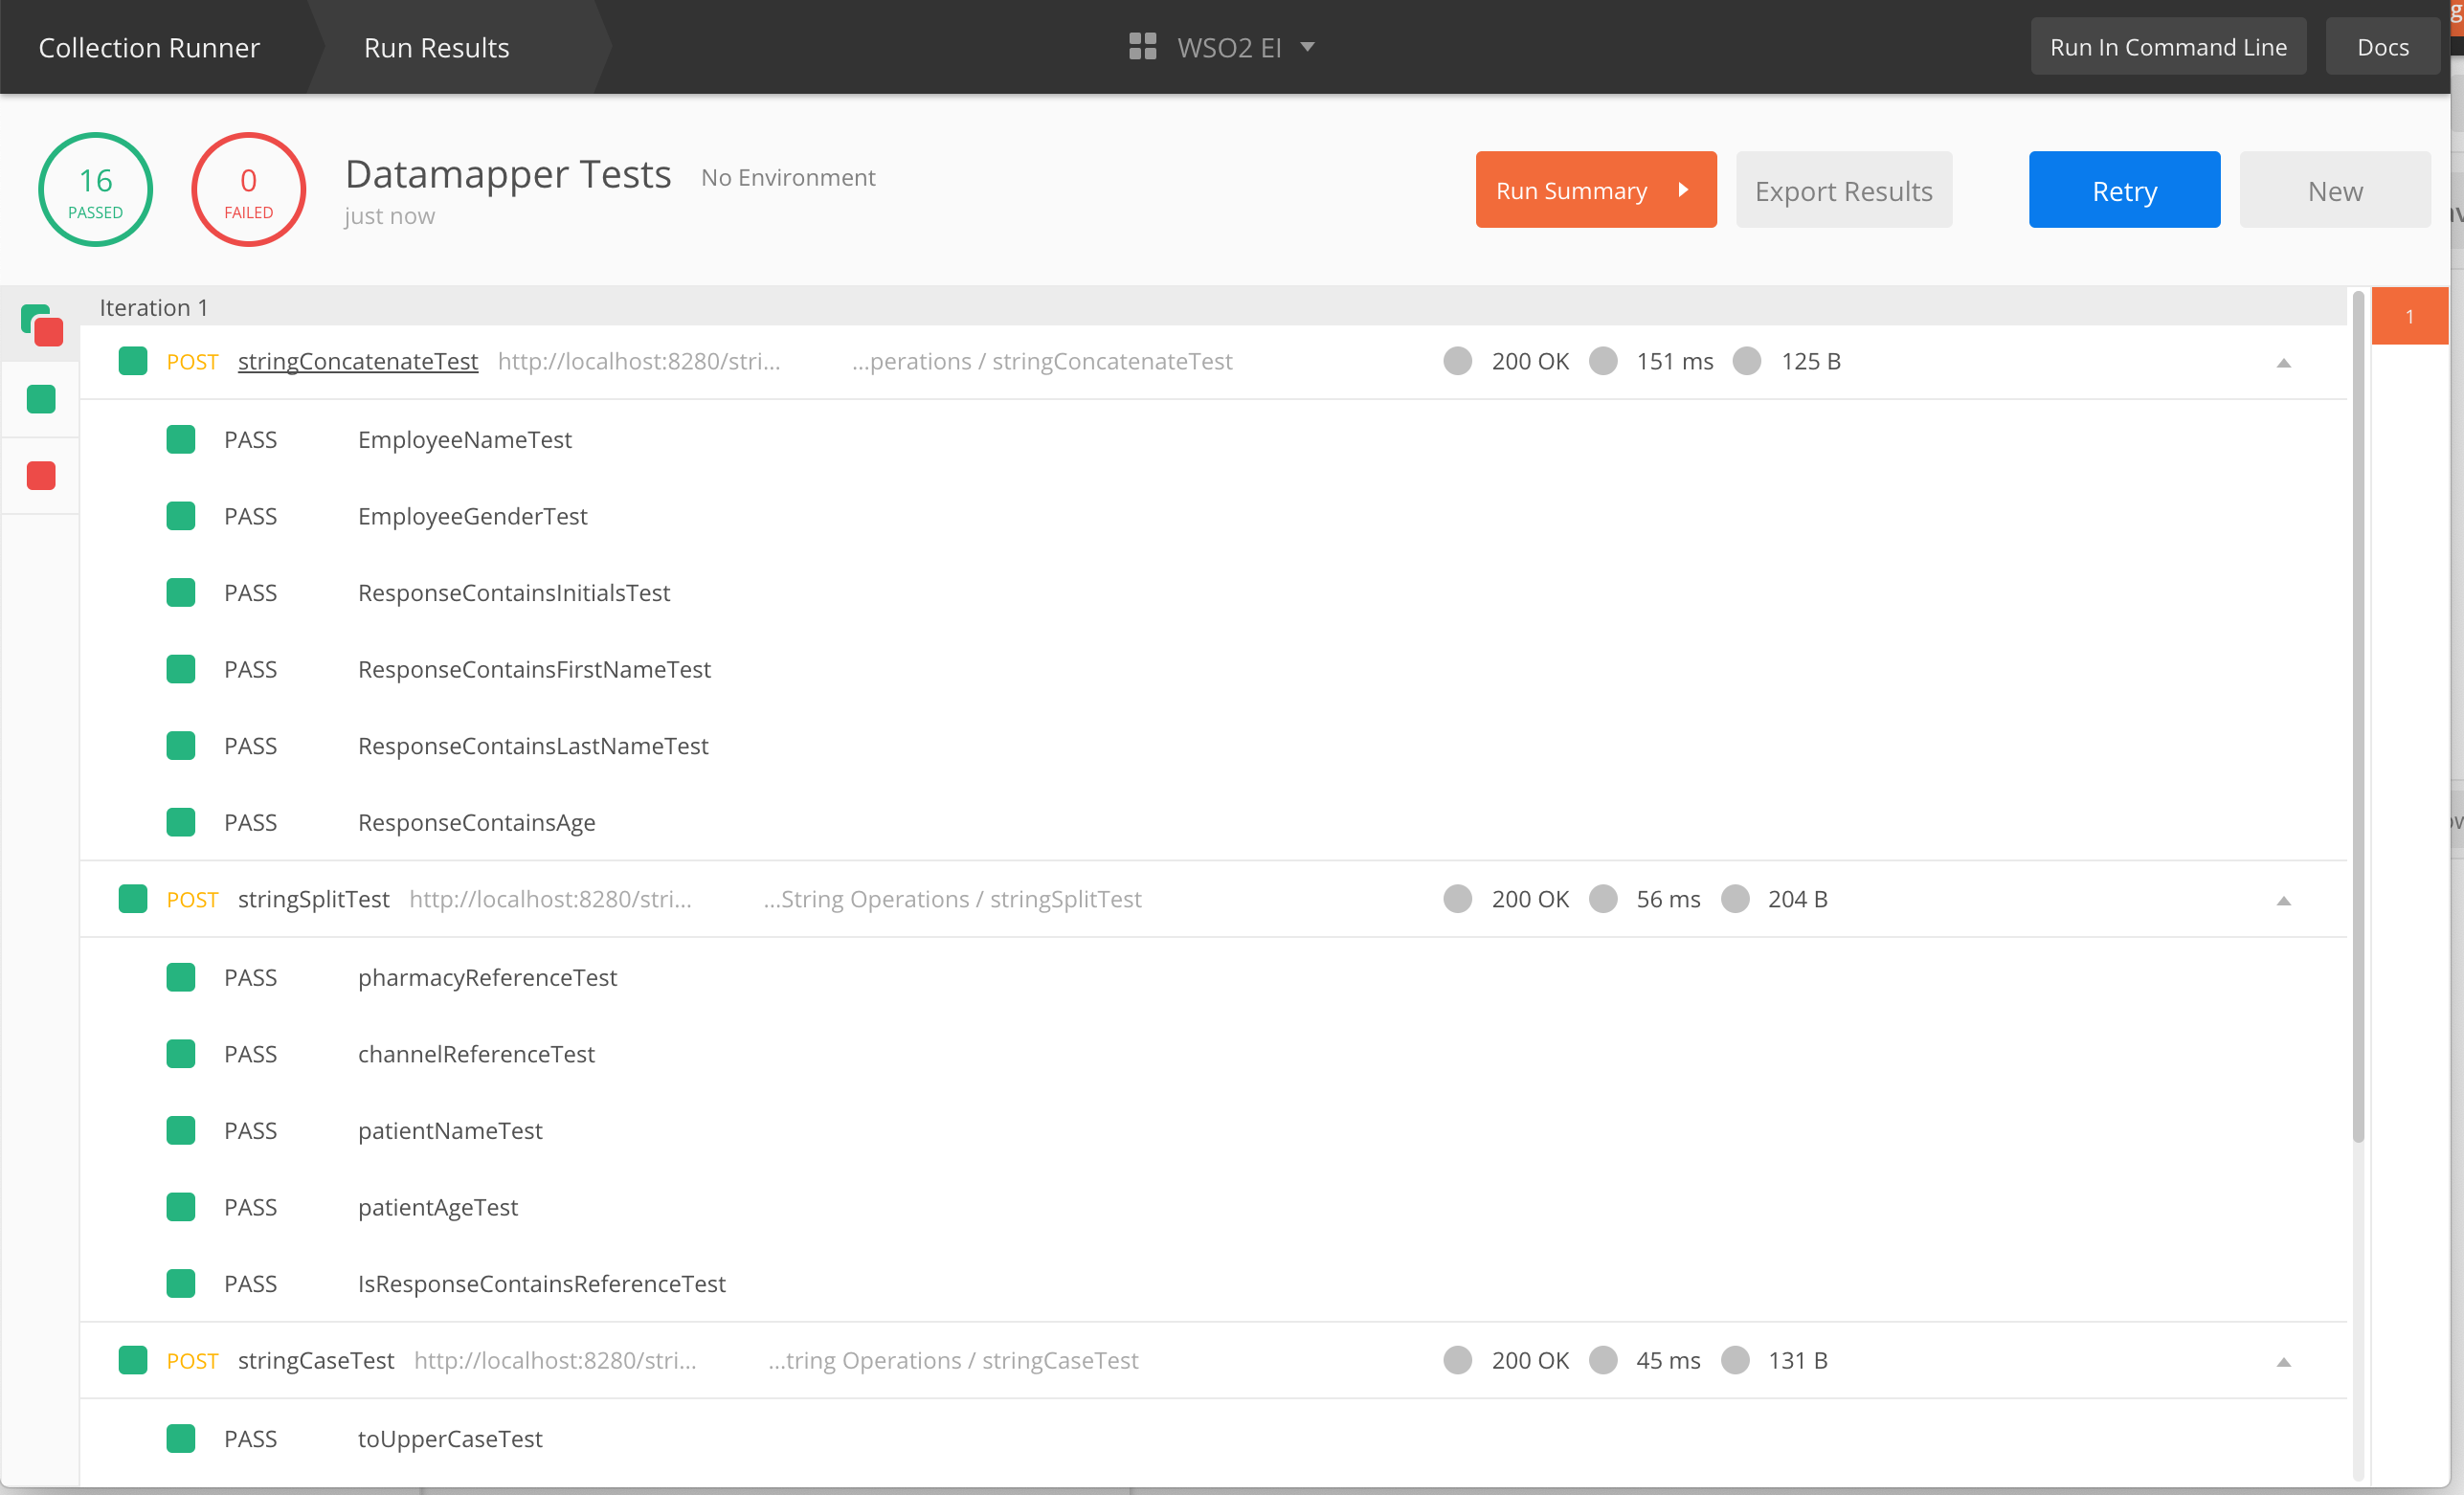 Collection Runner Run Results WSO2 EI Run In Command Line Docs
16 PASSED 0 FAILED Datamapper Tests No Environment Run Summary Export Results Retry New
just now
Iteration 1 1
POST stringConcatenateTest http://localhost:8280/stri... ...perations / stringConcatenateTest 200 OK 151 ms 125 B
PASS EmployeeNameTest
PASS EmployeeGenderTest
PASS ResponseContainsInitialsTest
PASS ResponseContainsFirstNameTest
PASS ResponseContainsLastNameTest
PASS ResponseContainsAge
POST stringSplitTest http://localhost:8280/stri... ...String Operations / stringSplitTest 200 OK 56 ms 204 B
PASS pharmacyReferenceTest
PASS channelReferenceTest
PASS patientNameTest
PASS patientAgeTest
PASS IsResponseContainsReferenceTest
POST stringCaseTest http://localhost:8280/stri... ...tring Operations / stringCaseTest 200 OK 45 ms 131 B
PASS toUpperCaseTest